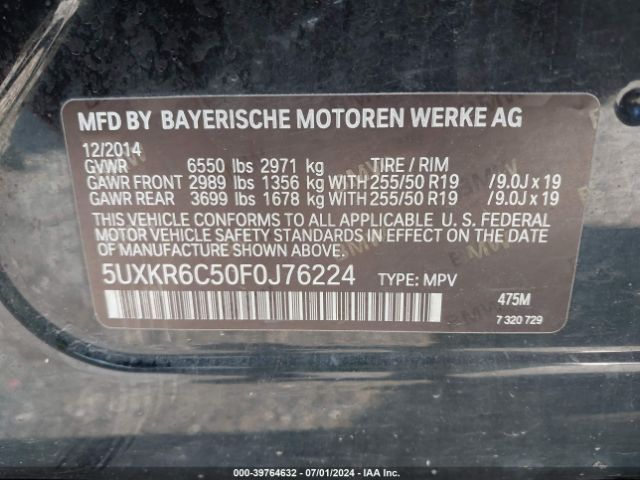 MFD BY BAYERISCHE MOTOREN WERKE AG
12/2014
GVWR 6550 lbs 2971 kg TIRE / RIM
GAWR FRONT 2989 lbs 1356 kg WITH 255/50 R19 /9.0J x 19
GAWR REAR 3699 lbs 1678 kg WITH 255/50 R19 /9.0J x 19
THIS VEHICLE CONFORMS TO ALL APPLICABLE U. S. FEDERAL
MOTOR VEHICLE SAFETY STANDARDS IN EFFECT ON THE DATE
OF MANUFACTURE SHOWN ABOVE.
5UXKR6C50F0J76224 TYPE: MPV
475M
7 320 729
000-39764632 / 07/01/2024 / IAA, Inc.